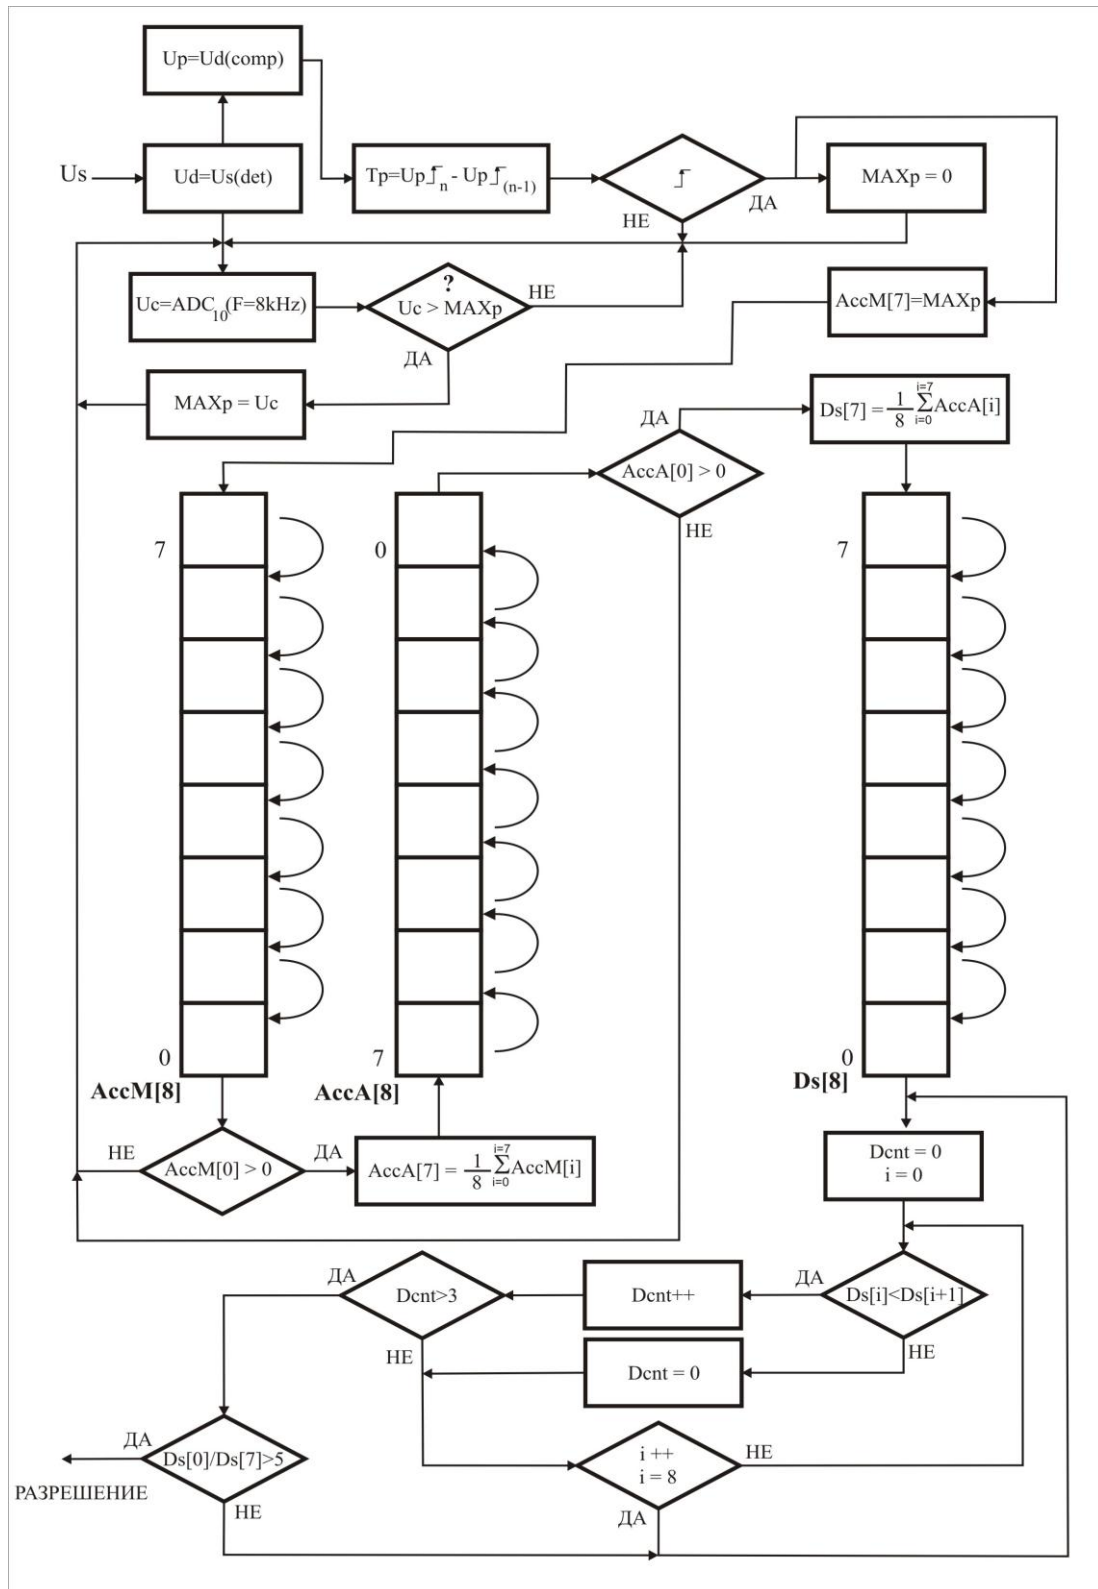 Up=Ud(comp)
Us
Ud=Us(det)
Tp=Up n - Up (n-1)
НЕ
ДА
MAXp = 0
Uc=ADC10(F=8kHz)
?
Uc > MAXp
НЕ
ДА
AccM[7]=MAXp
MAXp = Uc
ДА
AccA[0] > 0
НЕ
Ds[7] = 1/8 i=7 Σ i=0 AccA[i]
7
0
7
0
7
0
AccM[8]
AccA[8]
Ds[8]
НЕ
AccM[0] > 0
ДА
AccA[7] = 1/8 i=7 Σ i=0 AccM[i]
Dcnt = 0
i = 0
ДА
Dcnt>3
НЕ
Dcnt++
ДА
Ds[i]<Ds[i+1]
НЕ
Dcnt = 0
ДА
Ds[0]/Ds[7]>5
РАЗРЕШЕНИЕ
НЕ
i ++
i = 8
НЕ
ДА